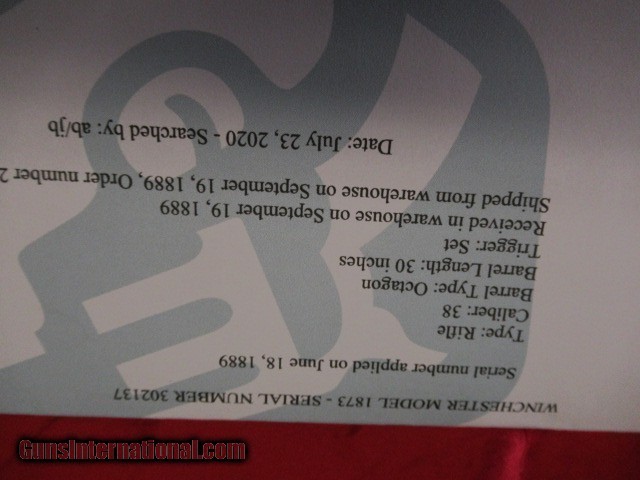 WINCHESTER MODEL 1873 - SERIAL NUMBER 302137
Serial number applied on June 18, 1889
Type: Rifle
Caliber: 38
Barrel Type: Octagon
Barrel Length: 30 inches
Trigger: Set
Received in warehouse on September 19, 1889
Shipped from warehouse on September 19, 1889, Order number 2
Date: July 23, 2020 - Searched by: ab/jb
GunsInternational.com